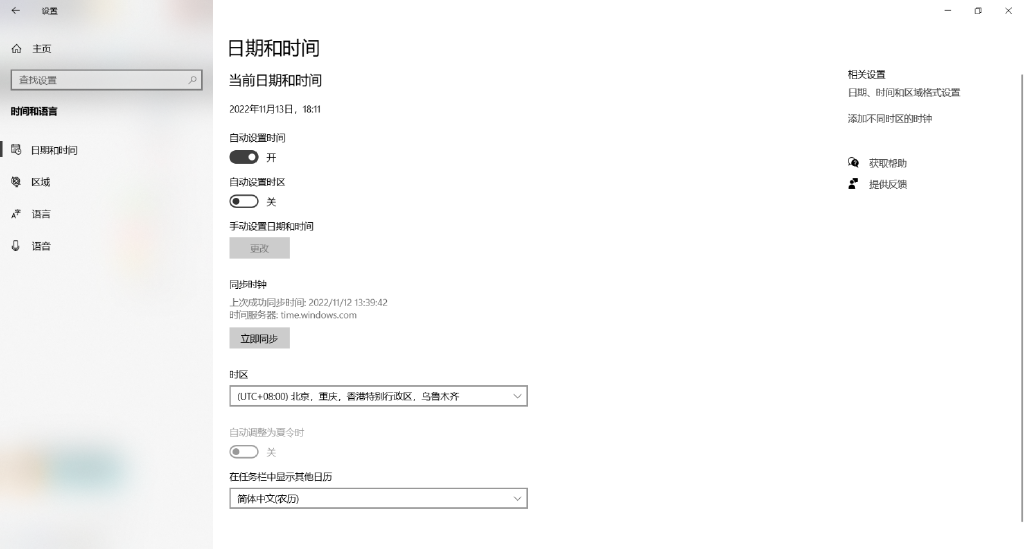 设置
主页
查找设置
时间和语言
日期和时间
区域
语言
语音
日期和时间
当前日期和时间
2022年11月13日，18:11
自动设置时间
开
自动设置时区
关
手动设置日期和时间
更改
同步时钟
上次成功同步时间: 2022/11/12 13:39:42
时间服务器: time.windows.com
立即同步
时区
(UTC+08:00) 北京，重庆，香港特别行政区，乌鲁木齐
自动调整为夏令时
关
在任务栏中显示其他日历
简体中文(农历)
相关设置
日期、时间和区域格式设置
添加不同时区的时钟
获取帮助
提供反馈